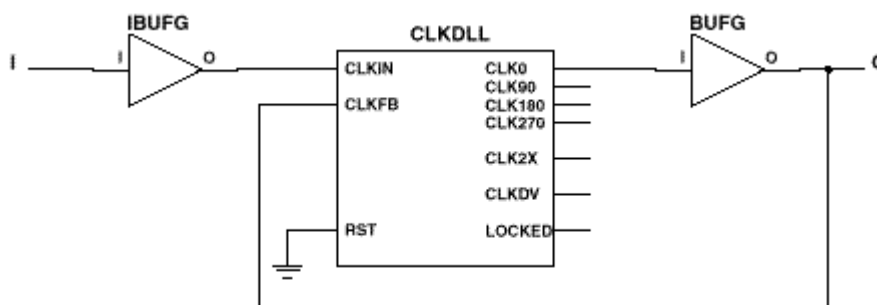 IBUFG
I
I
O
CLKDLL
CLKIN
CLKFB
RST
CLK0
CLK90
CLK180
CLK270
CLK2X
CLKDV
LOCKED
BUFG
I
O